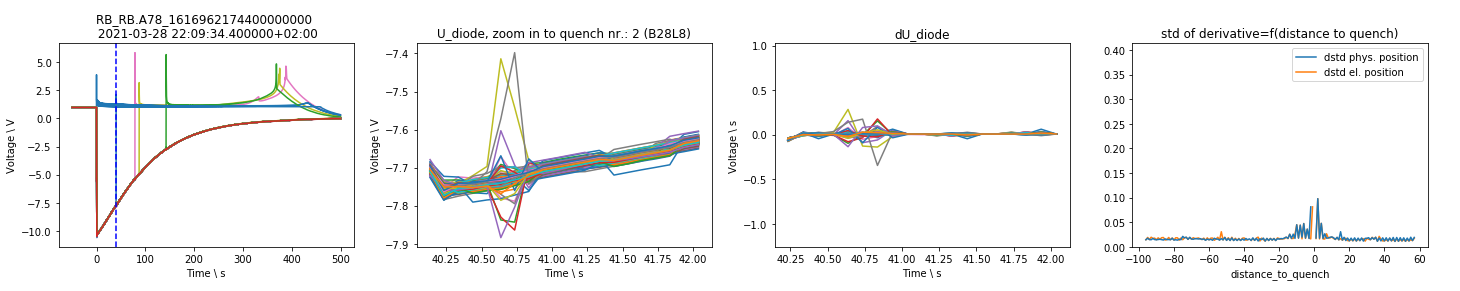 RB_RB.A78_1616962174400000000
2021-03-28 22:09:34.400000+02:00
Voltage \ V
5.0
2.5
0.0
−2.5
−5.0
−7.5
−10.0
0 100 200 300 400 500
Time \ s
U_diode, zoom in to quench nr.: 2 (B28L8)
Voltage \ V
−7.4
−7.5
−7.6
−7.7
−7.8
−7.9
40.25 40.50 40.75 41.00 41.25 41.50 41.75 42.00
Time \ s
dU_diode
Voltage \ s
1.0
0.5
0.0
−0.5
−1.0
40.25 40.50 40.75 41.00 41.25 41.50 41.75 42.00
Time \ s
std of derivative=f(distance to quench)
dstd phys. position
dstd el. position
0.40
0.35
0.30
0.25
0.20
0.15
0.10
0.05
0.00
−100 −80 −60 −40 −20 0 20 40 60
distance_to_quench